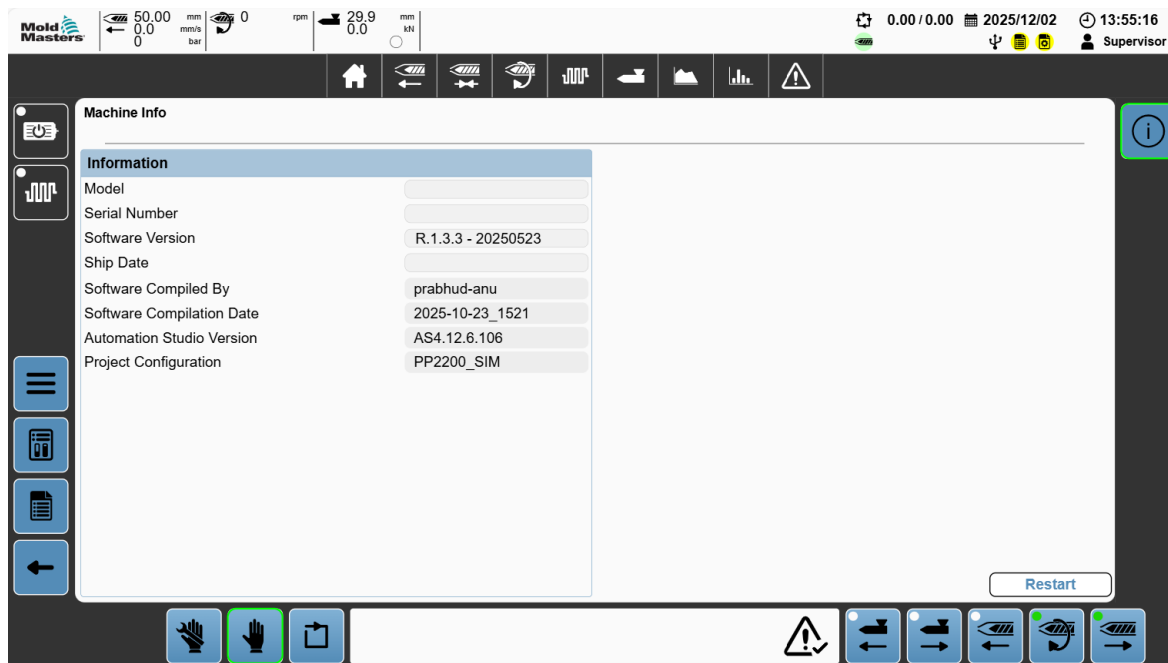 Mold
Masters
50.00 mm
0.0 mm/s
0 bar
0 rpm
29.9 mm
0.0 kN
0.00 / 0.00 2025/12/02 13:55:16
Supervisor
Machine Info
Information
Model
Serial Number
Software Version R.1.3.3 - 20250523
Ship Date
Software Compiled By prabhud-anu
Software Compilation Date 2025-10-23_1521
Automation Studio Version AS4.12.6.106
Project Configuration PP2200_SIM
Restart